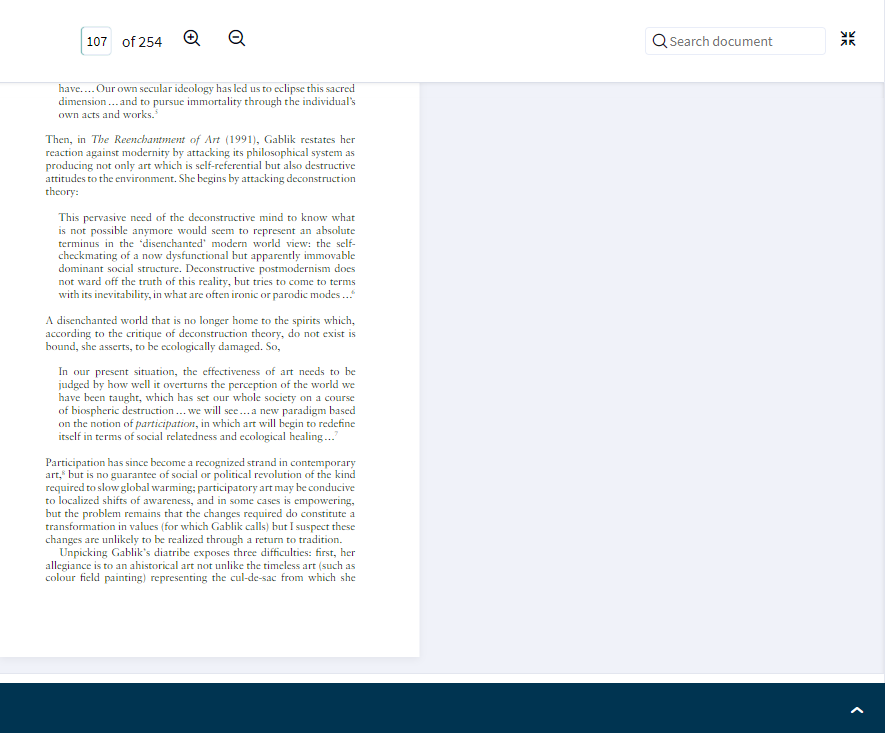 107 of 254
Search document
have.... Our own secular ideology has led us to eclipse this sacred
dimension ... and to pursue immortality through the individual's
own acts and works.⁵
Then, in The Reenchantment of Art (1991), Gablik restates her
reaction against modernity by attacking its philosophical system as
producing not only art which is self-referential but also destructive
attitudes to the environment. She begins by attacking deconstruction
theory:
This pervasive need of the deconstructive mind to know what
is not possible anymore would seem to represent an absolute
terminus in the ‘disenchanted’ modern world view: the self-
checkmating of a now dysfunctional but apparently immovable
dominant social structure. Deconstructive postmodernism does
not ward off the truth of this reality, but tries to come to terms
with its inevitability, in what are often ironic or parodic modes ...⁶
A disenchanted world that is no longer home to the spirits which,
according to the critique of deconstruction theory, do not exist is
bound, she asserts, to be ecologically damaged. So,
In our present situation, the effectiveness of art needs to be
judged by how well it overturns the perception of the world we
have been taught, which has set our whole society on a course
of biospheric destruction ... we will see ... a new paradigm based
on the notion of participation, in which art will begin to redefine
itself in terms of social relatedness and ecological healing ...⁷
Participation has since become a recognized strand in contemporary
art,⁸ but is no guarantee of social or political revolution of the kind
required to slow global warming; participatory art may be conducive
to localized shifts of awareness, and in some cases is empowering,
but the problem remains that the changes required do constitute a
transformation in values (for which Gablik calls) but I suspect these
changes are unlikely to be realized through a return to tradition.
Unpicking Gablik's diatribe exposes three difficulties: first, her
allegiance is to an ahistorical art not unlike the timeless art (such as
colour field painting) representing the cul-de-sac from which she